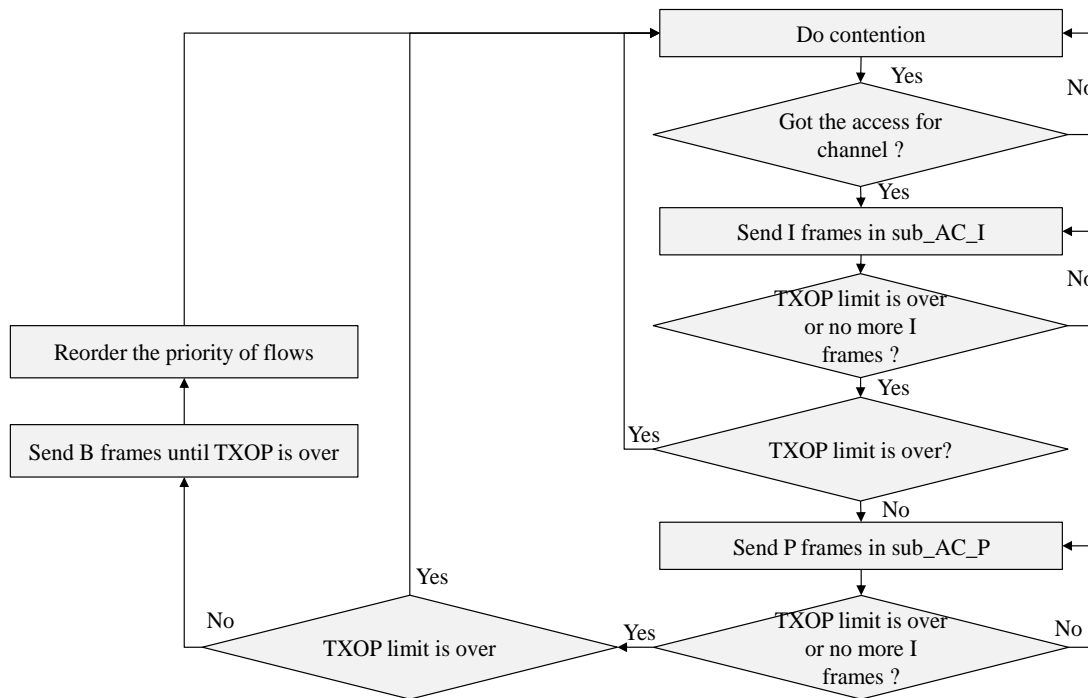 Do contention
Yes
No
Got the access for
channel ?
Yes
Send I frames in sub_AC_I
No
TXOP limit is over
or no more I
frames ?
Yes
Reorder the priority of flows
Send B frames until TXOP is over
Yes
TXOP limit is over?
No
Send P frames in sub_AC_P
Yes
No
TXOP limit is over
Yes
TXOP limit is over
or no more I
frames ?
No